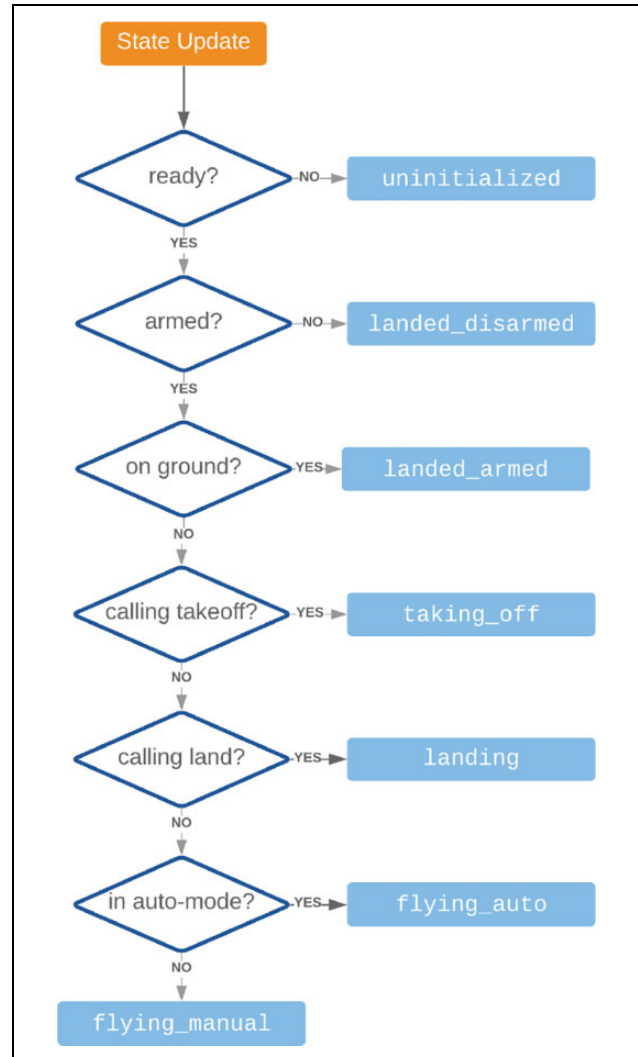 State Update
ready?
NO
uninitialized
YES
armed?
NO
landed_disarmed
YES
on ground?
YES
landed_armed
NO
calling takeoff?
YES
taking_off
NO
calling land?
YES
landing
NO
in auto-mode?
YES
flying_auto
NO
flying_manual